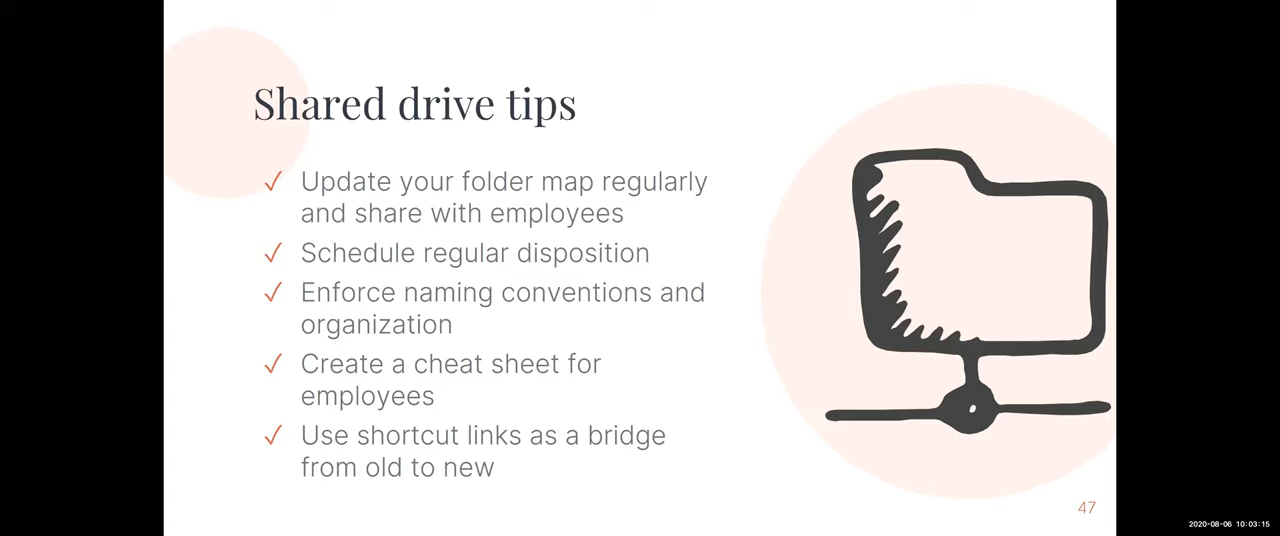 Shared drive tips
✓ Update your folder map regularly
and share with employees
✓ Schedule regular disposition
✓ Enforce naming conventions and
organization
✓ Create a cheat sheet for
employees
✓ Use shortcut links as a bridge
from old to new
47
2020-08-06 10:03:15